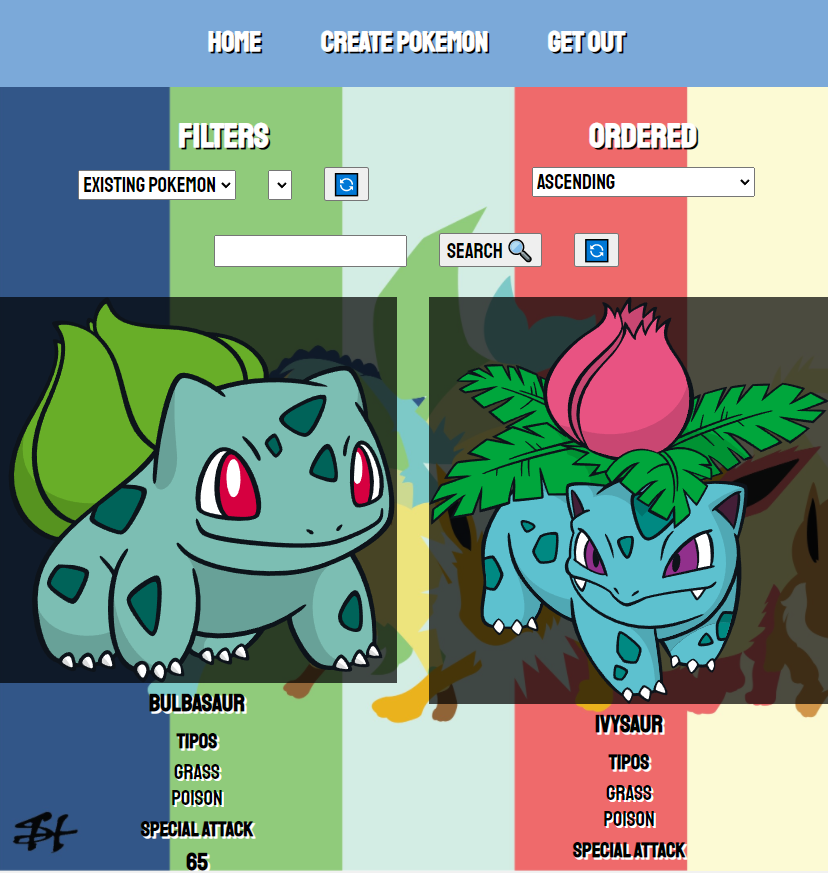 HOME CREATE POKEMON GET OUT
FILTERS ORDERED
EXISTING POKEMON ASCENDING
SEARCH
BULBASAUR
TIPOS
GRASS
POISON
SPECIAL ATTACK
65
IVYSAUR
TIPOS
GRASS
POISON
SPECIAL ATTACK